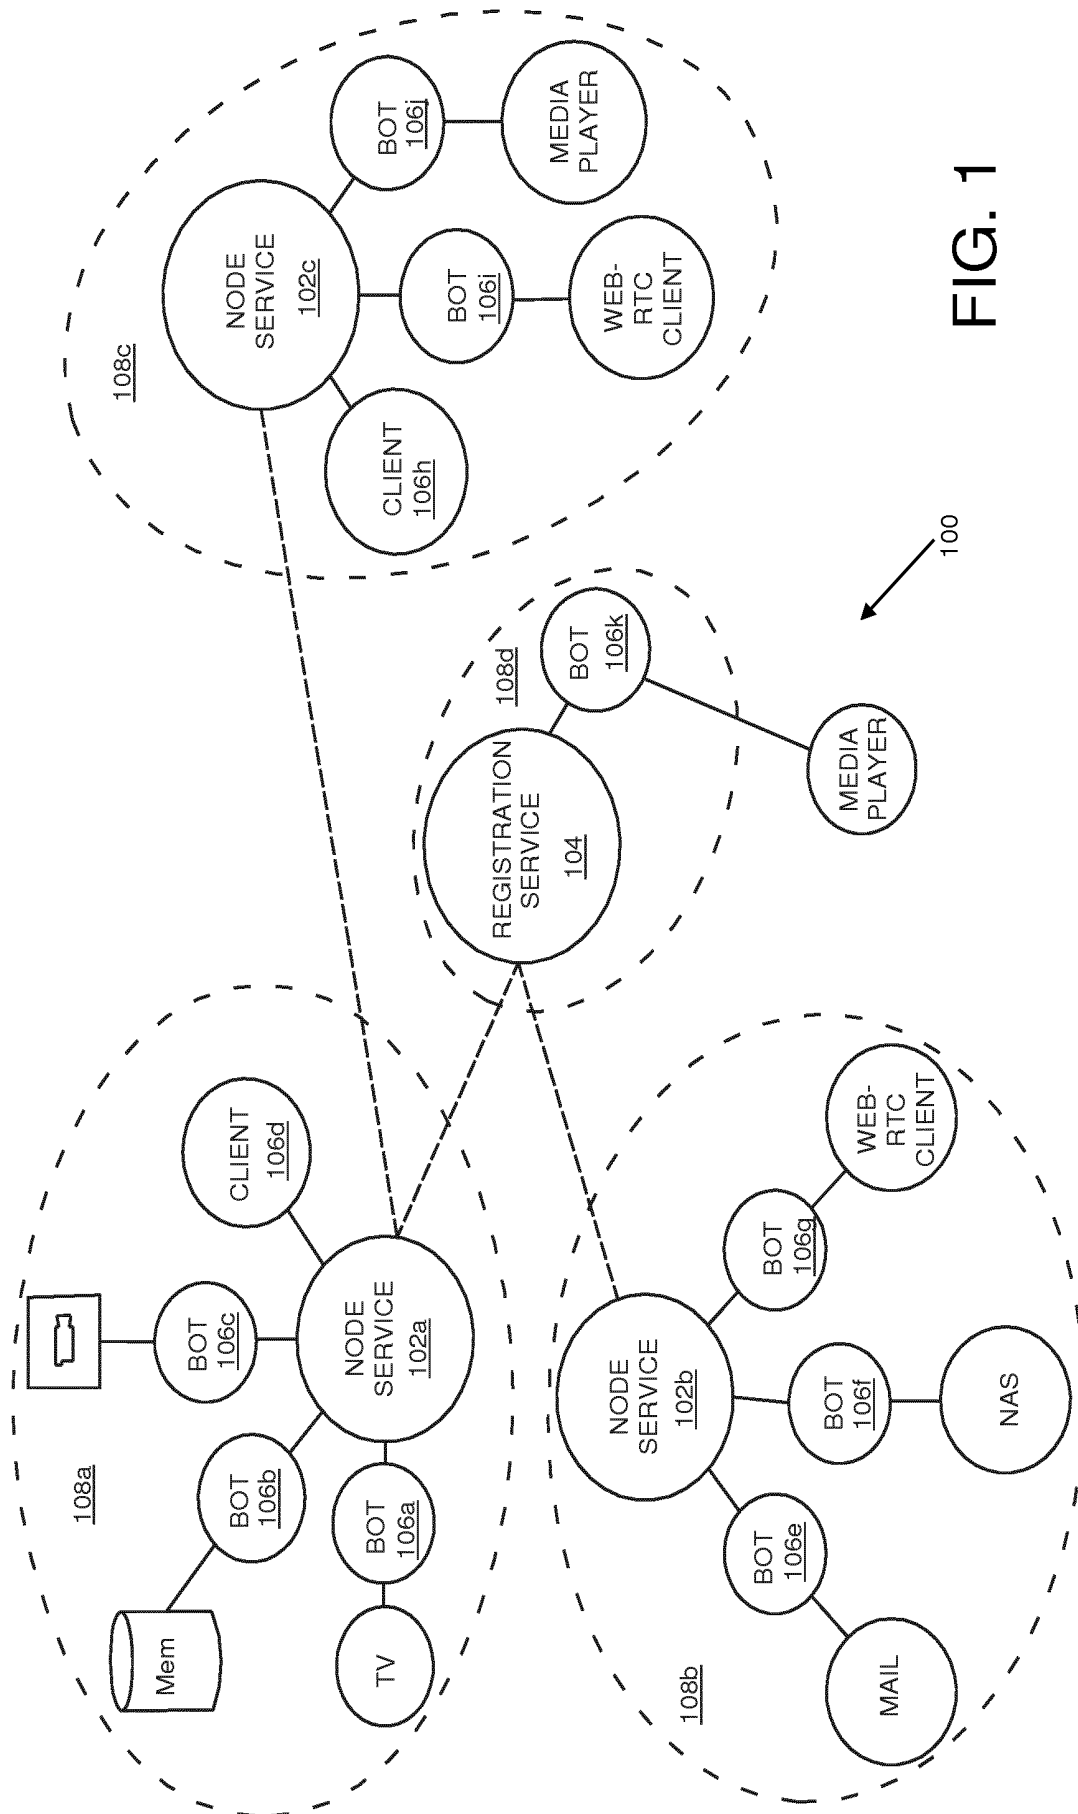 108a
Mem
BOT
106b
BOT
106c
CLIENT
106d
TV
BOT
106a
NODE
SERVICE
102a
108c
NODE
SERVICE
102c
CLIENT
106h
BOT
106i
BOT
106j
WEB-
RTC
CLIENT
MEDIA
PLAYER
REGISTRATION
SERVICE
104
108d
BOT
106k
MEDIA
PLAYER
108b
NODE
SERVICE
102b
MAIL
BOT
106e
BOT
106f
NAS
BOT
106g
WEB-
RTC
CLIENT
100
FIG. 1